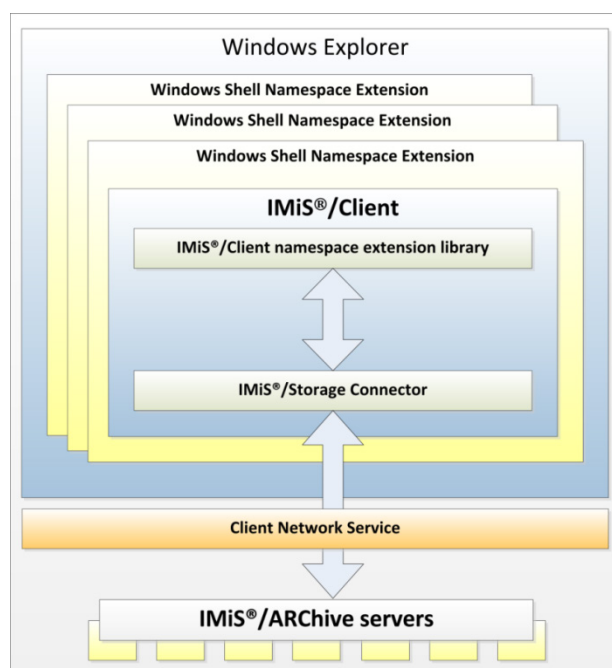 Windows Explorer
Windows Shell Namespace Extension
Windows Shell Namespace Extension
Windows Shell Namespace Extension
IMiS®/Client
IMiS®/Client namespace extension library
IMiS®/Storage Connector
Client Network Service
IMiS®/ARChive servers